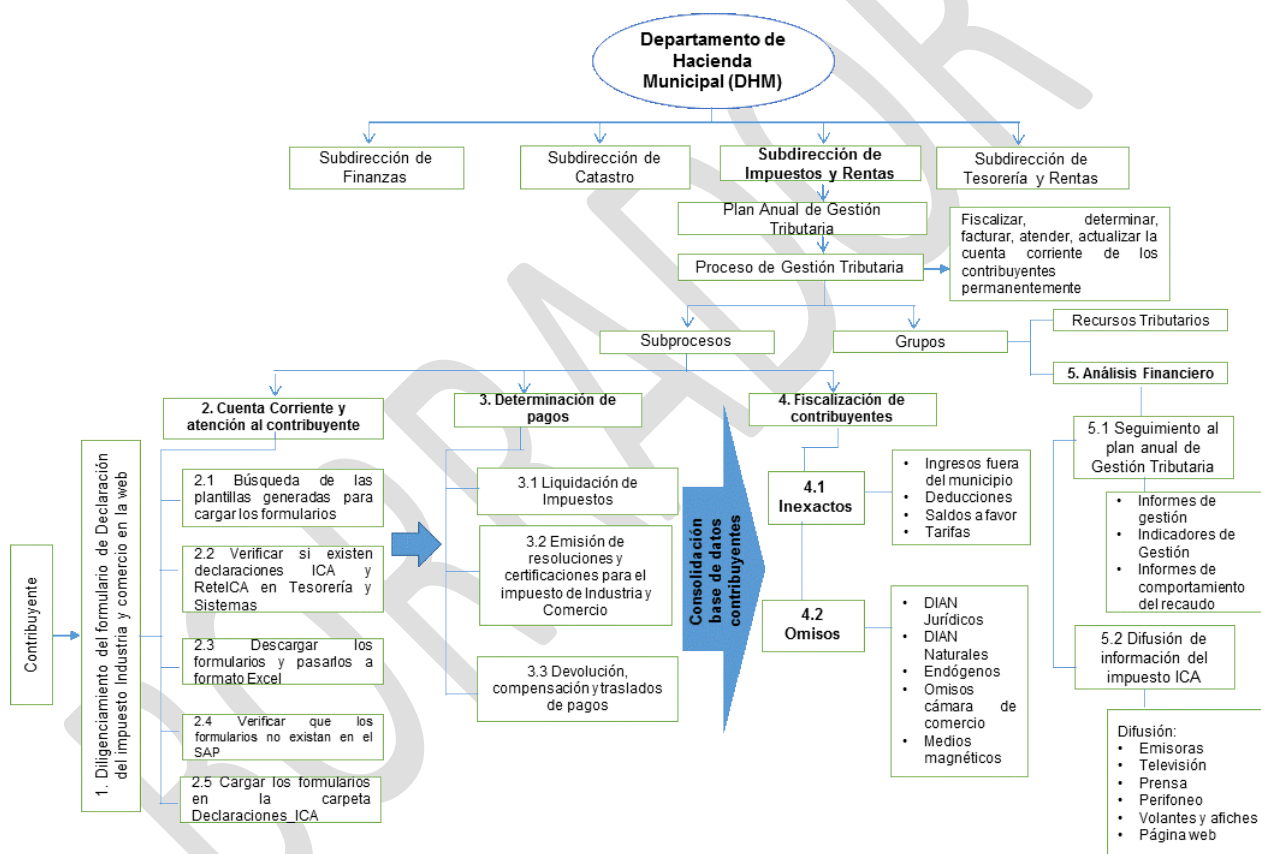 Departamento de
Hacienda
Municipal (DHM)
Subdirección de
Finanzas
Subdirección de
Catastro
Subdirección de
Impuestos y Rentas
Subdirección de
Tesorería y Rentas
Plan Anual de Gestión
Tributaria
Proceso de Gestión Tributaria
Fiscalizar, determinar,
facturar, atender, actualizar la
cuenta corriente de los
contribuyentes
permanentemente
Subprocesos
Grupos
Recursos Tributarios
5. Análisis Financiero
2. Cuenta Corriente y
atención al contribuyente
3. Determinación de
pagos
4. Fiscalización de
contribuyentes
Contribuyente
1. Diligenciamiento del formulario de Declaración
del impuesto Industria y comercio en la web
2.1 Búsqueda de las
plantillas generadas para
cargar los formularios
2.2 Verificar si existen
declaraciones ICA y
ReteICA en Tesorería y
Sistemas
2.3 Descargar los
formularios y pasarlos a
formato Excel
2.4 Verificar que los
formularios no existan en el
SAP
2.5 Cargar los formularios
en la carpeta
Declaraciones_ICA
3.1 Liquidación de
Impuestos
3.2 Emisión de
resoluciones y
certificaciones para el
impuesto de Industria y
Comercio
3.3 Devolución,
compensación y traslados
de pagos
Consolidación
base de datos
contribuyentes
4.1
Inexactos
• Ingresos fuera
del municipio
• Deducciones
• Saldos a favor
• Tarifas
4.2
Omisos
• DIAN
Jurídicos
• DIAN
Naturales
• Endógenos
• Omisos
cámara de
comercio
• Medios
magnéticos
5.1 Seguimiento al
plan anual de
Gestión Tributaria
• Informes de
gestión
• Indicadores de
Gestión
• Informes de
comportamiento
del recaudo
5.2 Difusión de
información del
impuesto ICA
Difusión:
• Emisoras
• Televisión
• Prensa
• Perifoneo
• Volantes y afiches
• Página web
BORRADOR